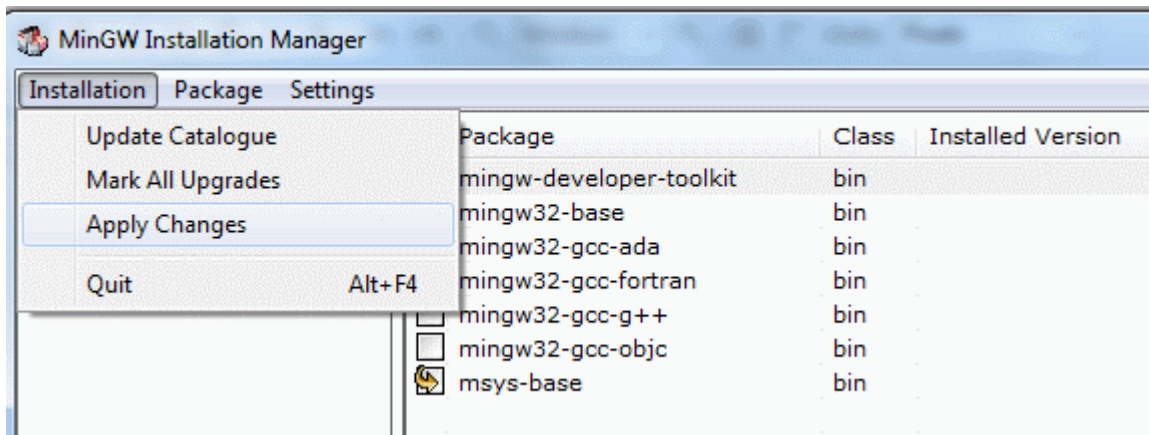 MinGW Installation Manager
Installation Package Settings
Update Catalogue
Mark All Upgrades
Apply Changes
Quit Alt+F4
Package Class Installed Version
mingw-developer-toolkit bin
mingw32-base bin
mingw32-gcc-ada bin
mingw32-gcc-fortran bin
mingw32-gcc-g++ bin
mingw32-gcc-objc bin
msys-base bin